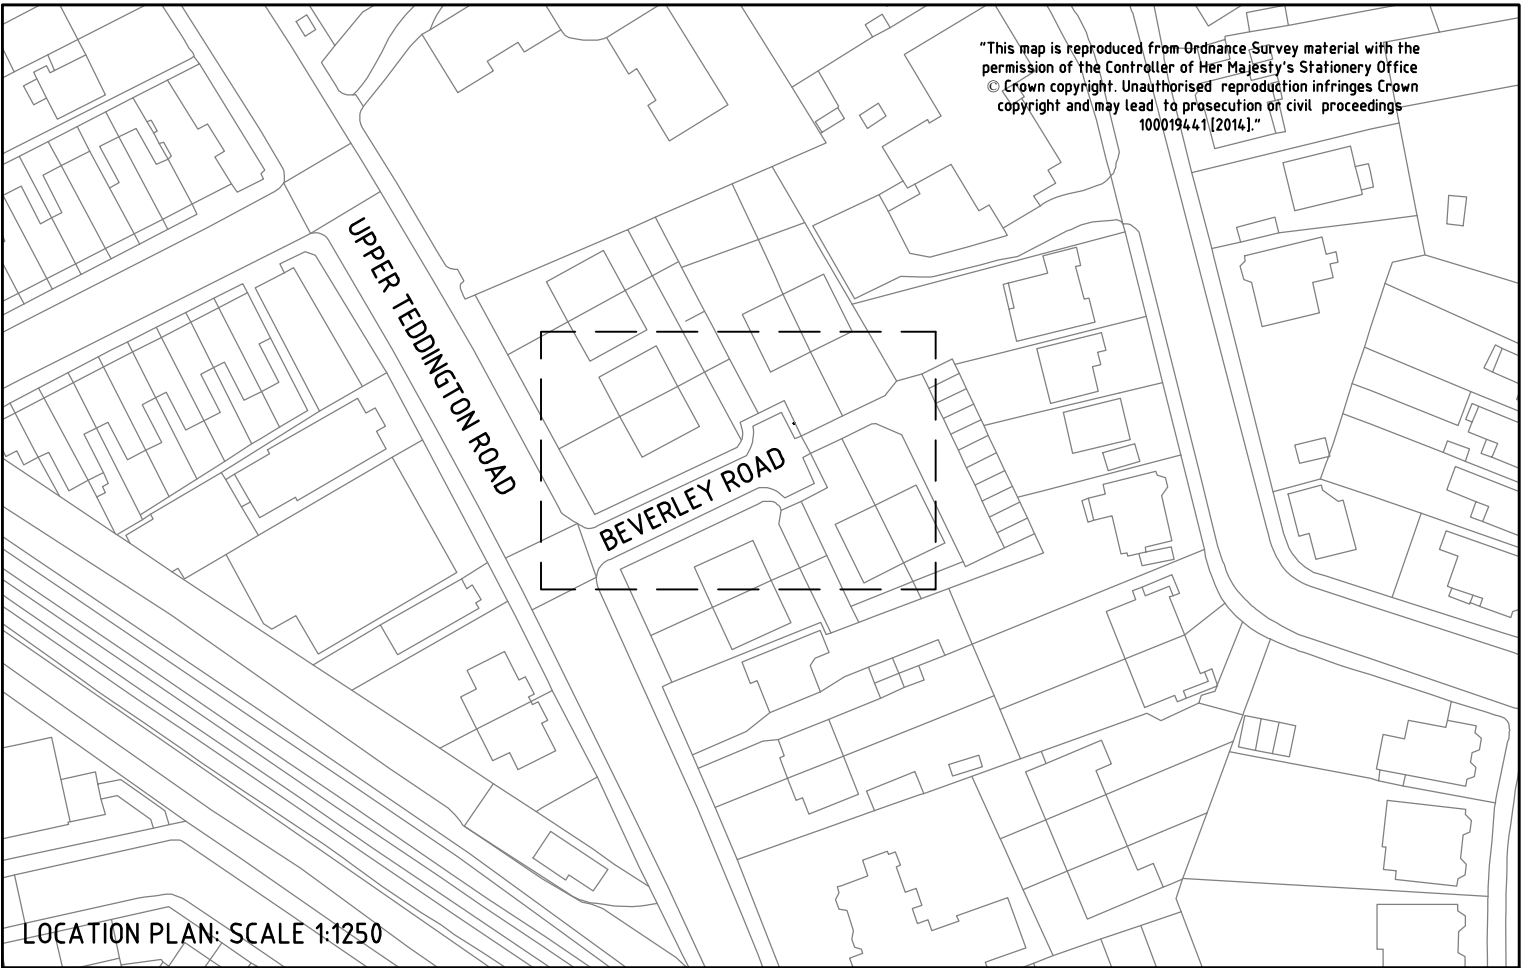 "This map is reproduced from Ordnance Survey material with the
permission of the Controller of Her Majesty's Stationery Office
© Crown copyright. Unauthorised reproduction infringes Crown
copyright and may lead to prosecution or civil proceedings
100019441 [2014]."
UPPER TEDDINGTON ROAD
BEVERLEY ROAD
LOCATION PLAN: SCALE 1:1250